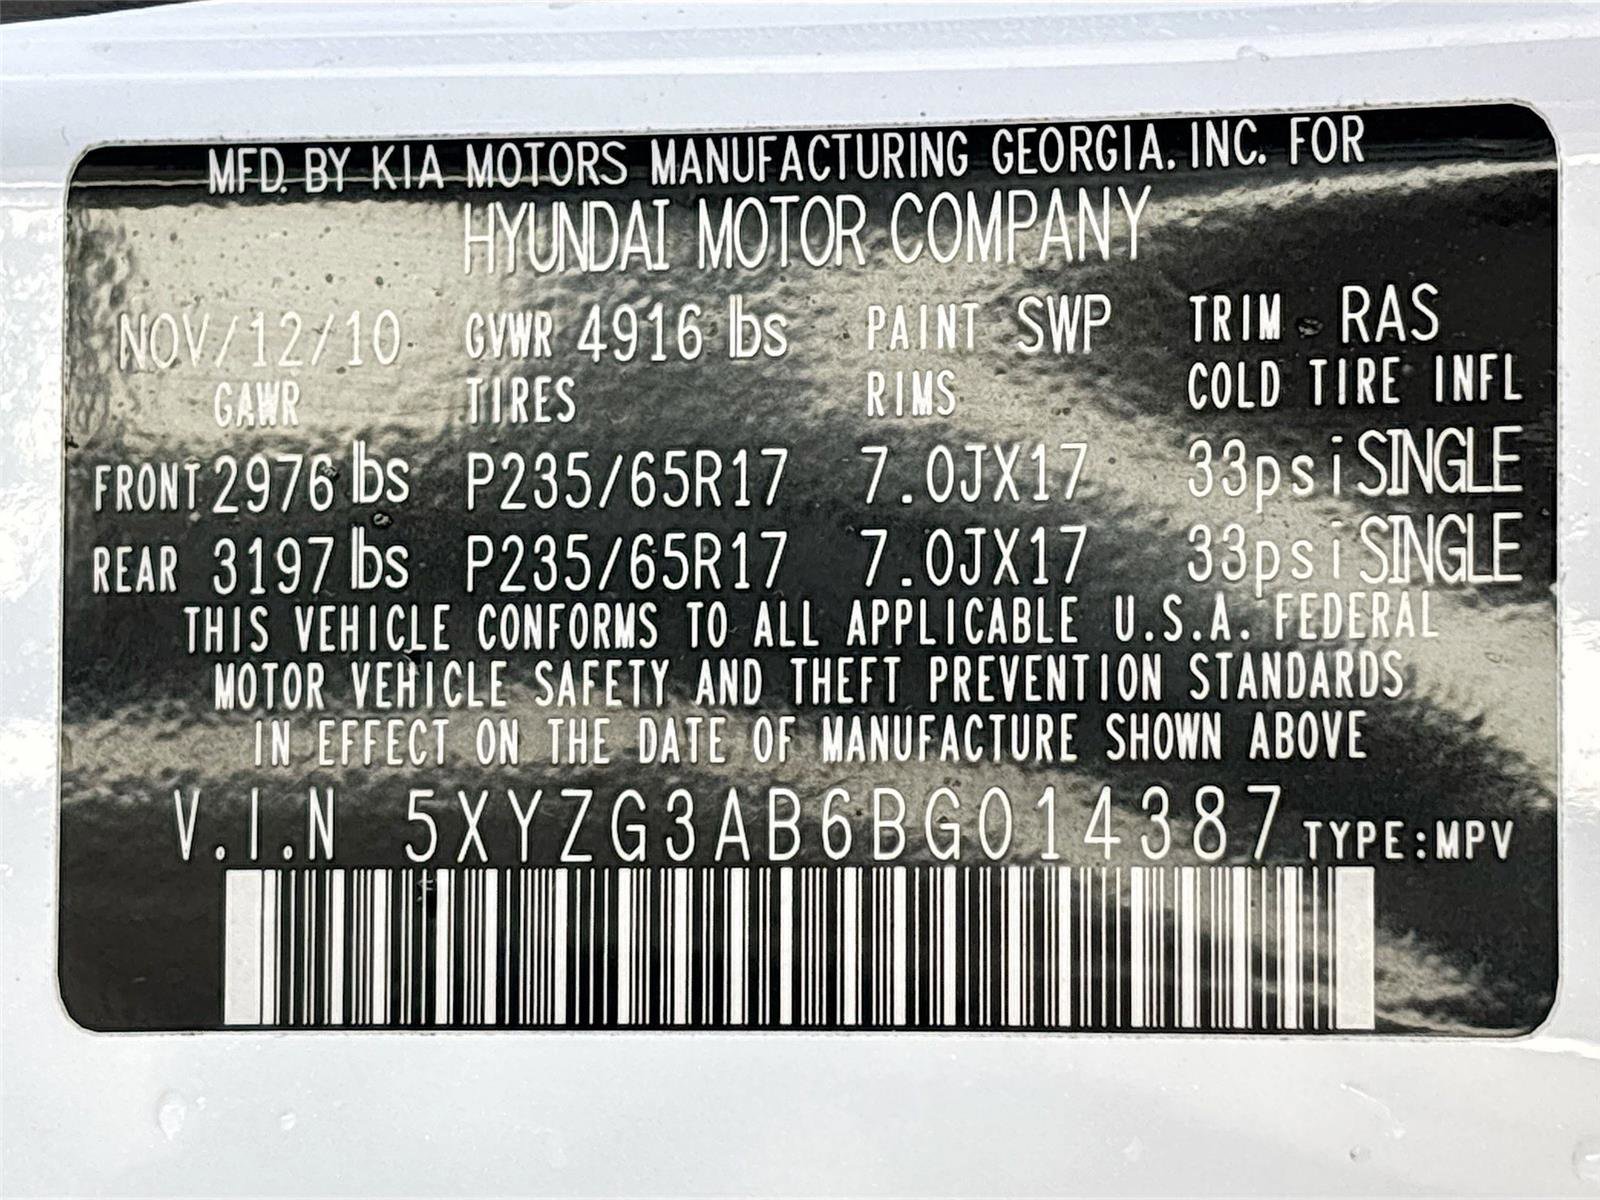 MFD. BY KIA MOTORS MANUFACTURING GEORGIA, INC. FOR
HYUNDAI MOTOR COMPANY
NOV/12/10 GVWR 4916 lbs PAINT SWP TRIM RAS
GAWR TIRES RIMS COLD TIRE INFL
FRONT 2976 lbs P235/65R17 7.0JX17 33psi SINGLE
REAR 3197 lbs P235/65R17 7.0JX17 33psi SINGLE
THIS VEHICLE CONFORMS TO ALL APPLICABLE U.S.A. FEDERAL
MOTOR VEHICLE SAFETY AND THEFT PREVENTION STANDARDS
IN EFFECT ON THE DATE OF MANUFACTURE SHOWN ABOVE
V.I.N 5XYZG3AB6BG014387 TYPE:MPV